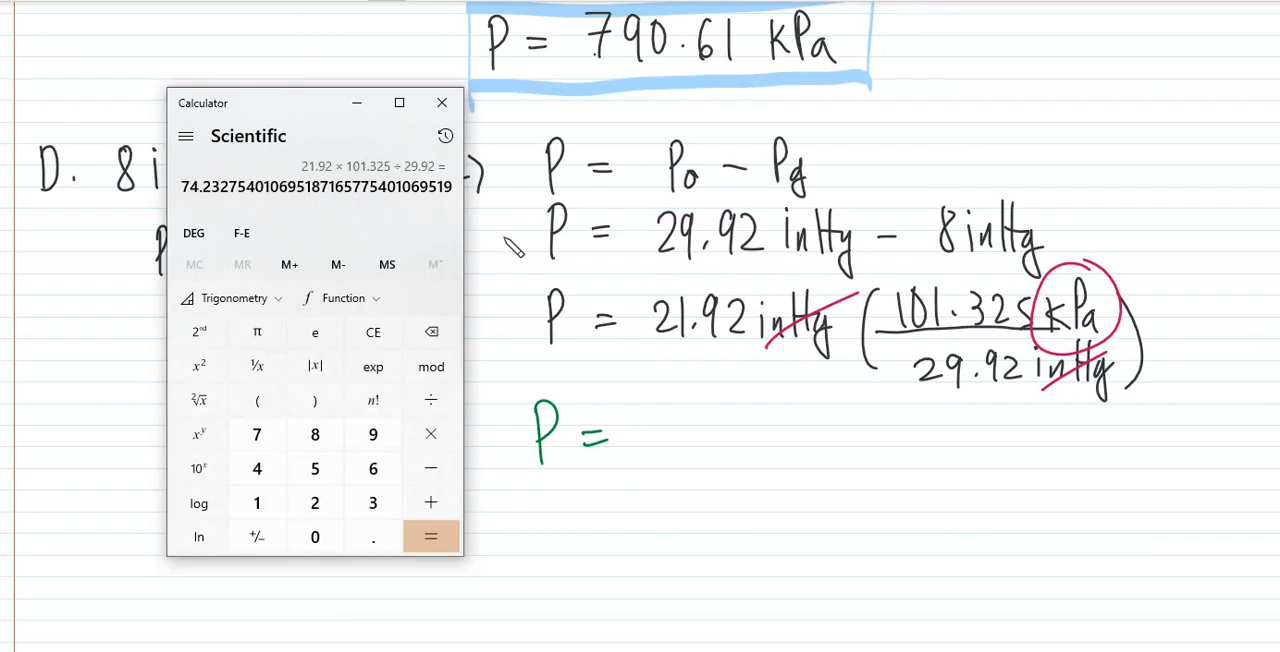 P = 790.61 kPa
Calculator
Scientific
21.92 × 101.325 ÷ 29.92 =
74.232754010695187165775401069519
DEG F-E
MC MR M+ M- MS M˅
Trigonometry f Function
2ⁿᵈ π e CE
x² ¹/x |x| exp mod
²√x ( ) n! ÷
xʸ 7 8 9 ×
10ˣ 4 5 6 −
log 1 2 3 +
ln +/− 0 . =
D. 8 i
P
P = Po − Pg
P = 29.92 inHg − 8 inHg
P = 21.92 inHg (101.325 kPa
29.92 inHg)
P =